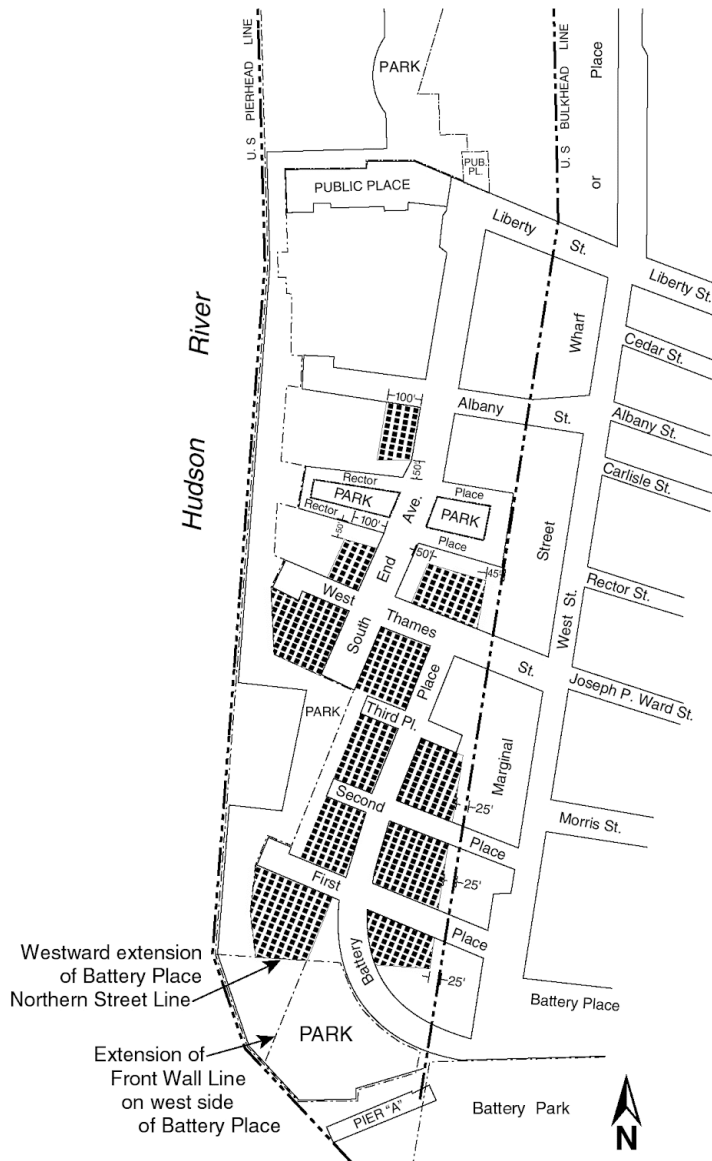 U.S PIERHEAD LINE
PARK
U.S BULKHEAD LINE
Place
or
PUB.
PL.
PUBLIC PLACE
Liberty
St.
Liberty St.
Hudson River
Wharf
Cedar St.
100'
Albany
St.
Albany St.
50'
Carlisle St.
Rector
Place
PARK
Ave.
PARK
Rector
100'
50'
Place
Street
50'
45'
End
Rector St.
West
Thames
St.
West St.
South
Place
Joseph P. Ward St.
PARK
Third Pl.
Marginal
25'
Second
Place
Morris St.
25'
First
Place
Battery
25'
Westward extension
of Battery Place
Northern Street Line
Battery Place
PARK
Extension of
Front Wall Line
on west side
of Battery Place
PIER "A"
Battery Park
N